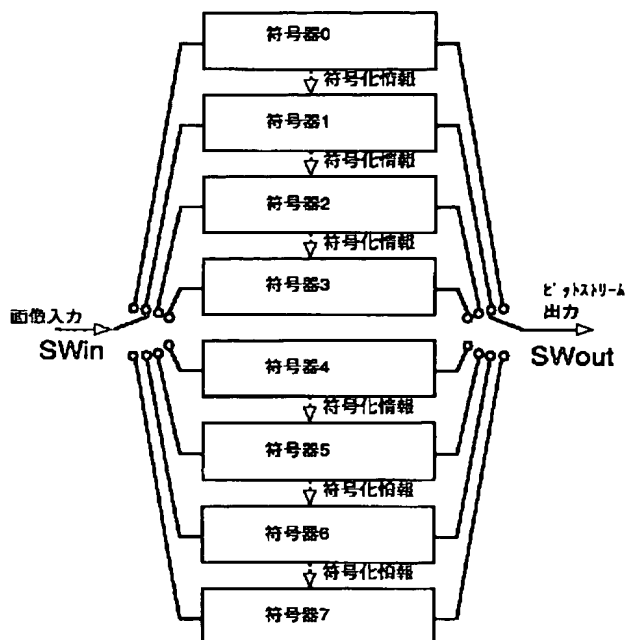 符号器0
符号化情報
符号器1
符号化情報
符号器2
符号化情報
符号器3
画像入力
SWin
ビットストリーム
出力
SWout
符号器4
符号化情報
符号器5
符号化情報
符号器6
符号化情報
符号器7